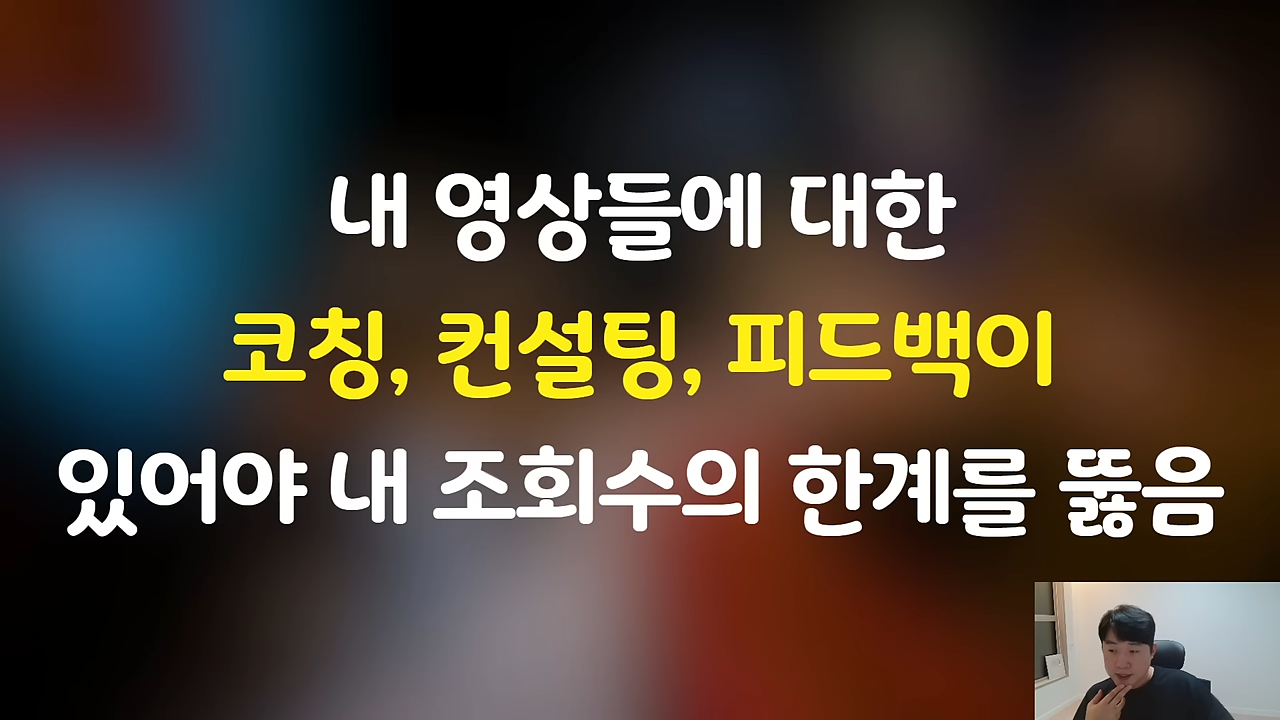 내 영상들에 대한
코칭, 컨설팅, 피드백이
있어야 내 조회수의 한계를 뚫음